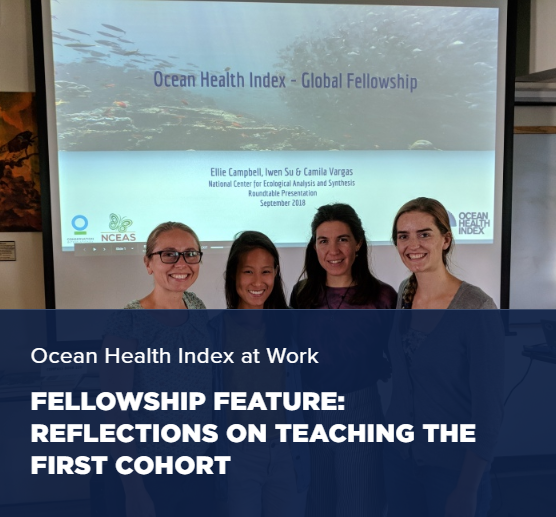 Ocean Health Index - Global Fellowship
Ellie Campbell, Iwen Su & Camila Vargas
National Center for Ecological Analysis and Synthesis
Roundtable Presentation
September 2018
NCEAS
OCEAN
HEALTH
INDEX
Ocean Health Index at Work
FELLOWSHIP FEATURE:
REFLECTIONS ON TEACHING THE
FIRST COHORT